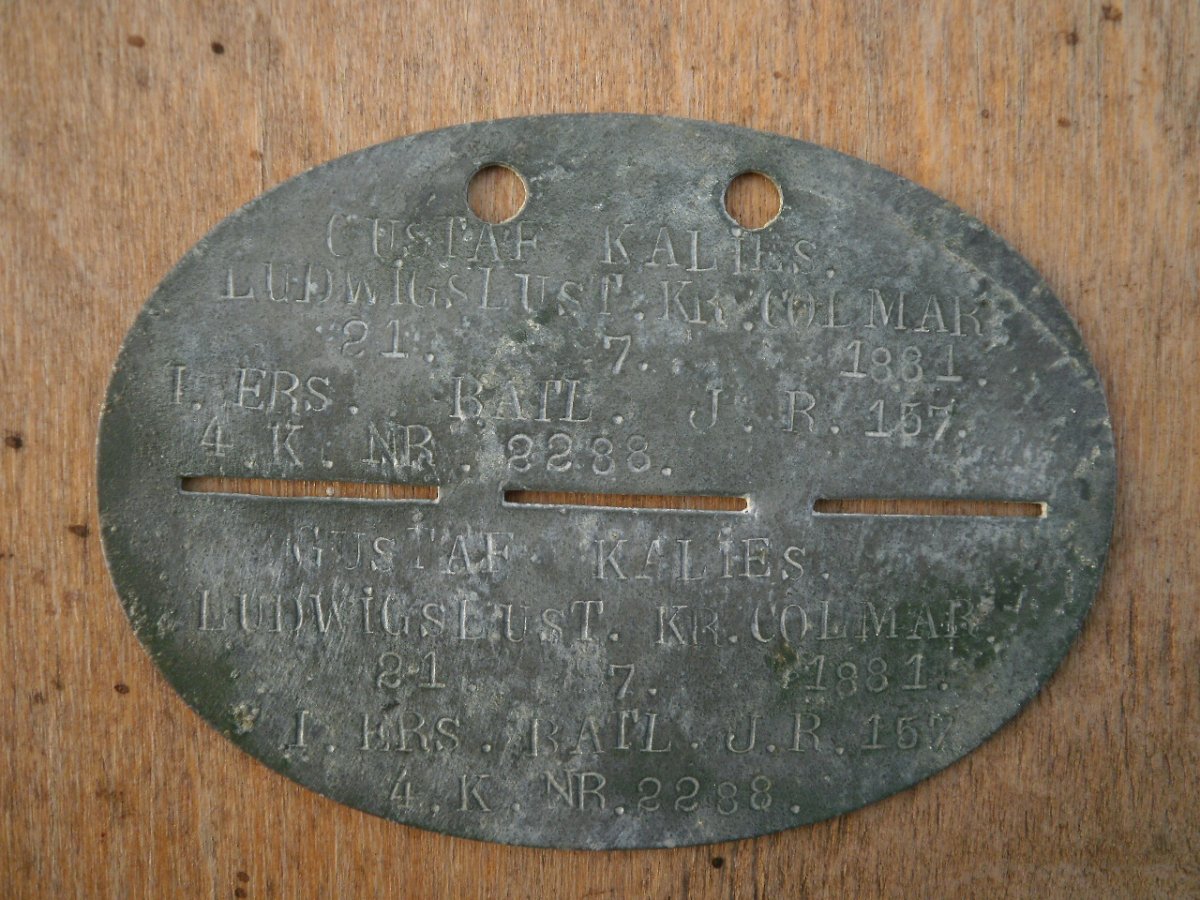 GUSTAF KALIES.
LUDWIGSLUST. KR. COLMAR
21. 7. 1881.
I. ERS. BATL. J. R. 157.
4. K. NR. 2288.
GUSTAF KALIES.
LUDWIGSLUST. KR. COLMAR.
21. 7. 1881.
I. ERS. BATL. J. R. 157
4. K. NR. 2288.